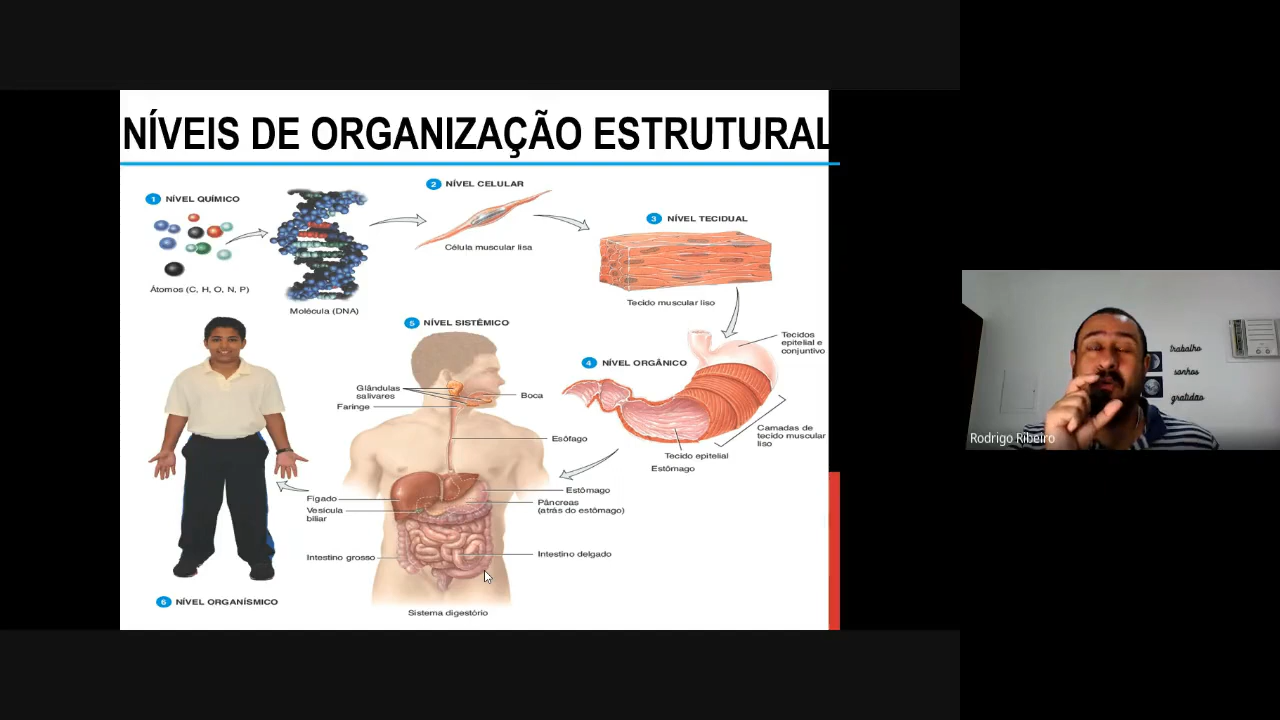 NÍVEIS DE ORGANIZAÇÃO ESTRUTURAL
1 NÍVEL QUÍMICO
Átomos (C, H, O, N, P)
Molécula (DNA)
2 NÍVEL CELULAR
Célula muscular lisa
3 NÍVEL TECIDUAL
Tecido muscular liso
4 NÍVEL ORGÂNICO
Tecidos
epitelial e
conjuntivo
Camadas de
tecido muscular
liso
Tecido epitelial
Estômago
5 NÍVEL SISTÊMICO
Glândulas
salivares
Faringe
Boca
Esôfago
Fígado
Vesícula
biliar
Estômago
Pâncreas
(atrás do estômago)
Intestino grosso
Intestino delgado
Sistema digestório
6 NÍVEL ORGANÍSMICO
trabalho
sonhos
gratidão
Rodrigo Ribeiro